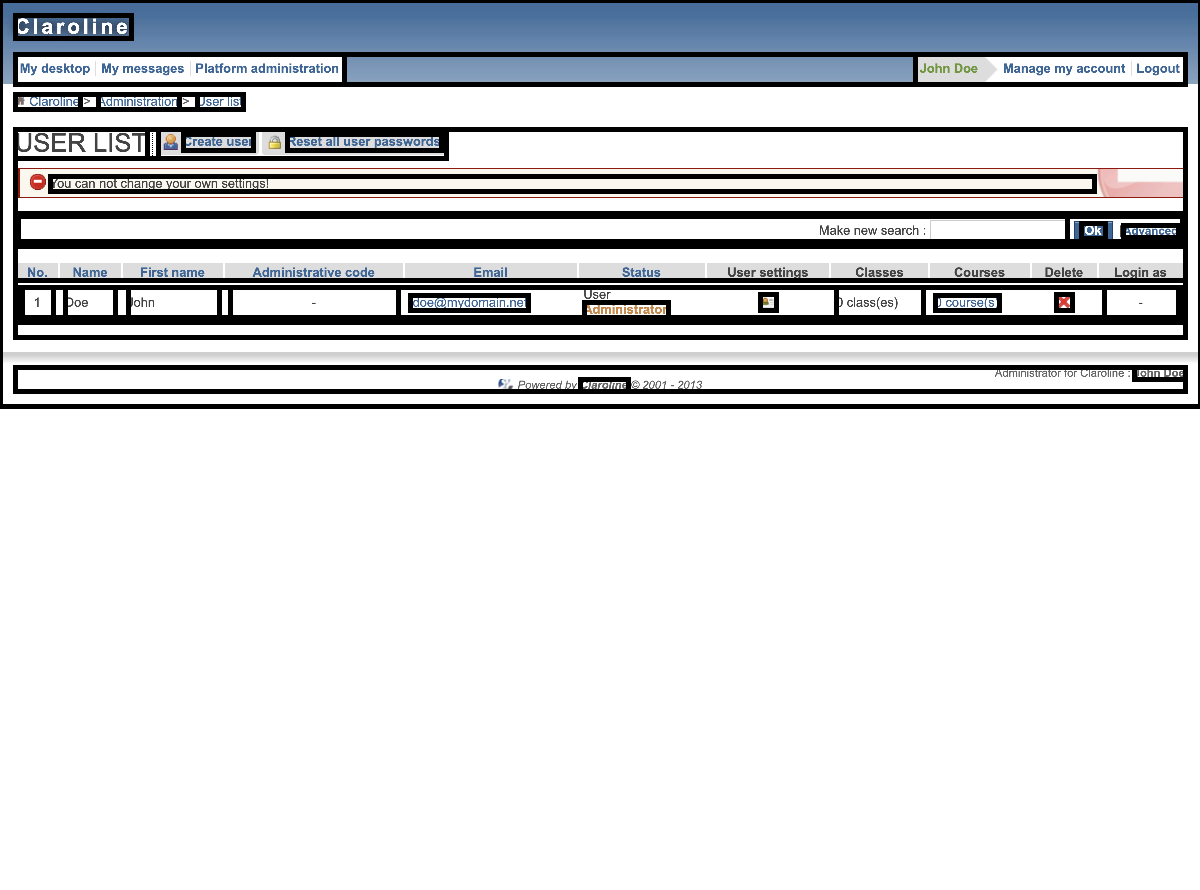 Claroline
My desktop My messages Platform administration John Doe Manage my account Logout
Claroline > Administration > User list
USER LIST Create user Reset all user passwords
You can not change your own settings!
Make new search : Ok Advanced
No. Name First name Administrative code Email Status User settings Classes Courses Delete Login as
1 Doe John - doe@mydomain.net User Administrator 0 class(es) 0 course(s) -
Administrator for Claroline : John Doe
Powered by Claroline © 2001 - 2013